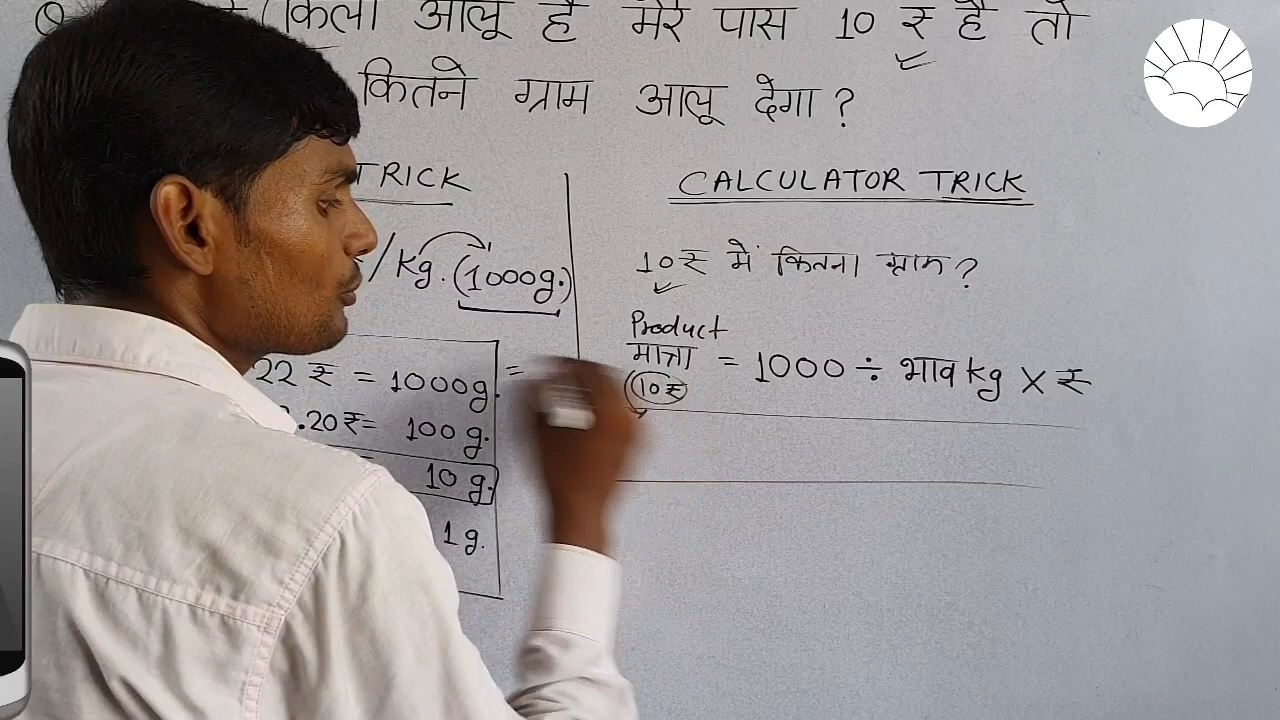 Q किलो आलू है मेरे पास 10 ₹ है तो
कितने ग्राम आलू देगा ?
TRICK
/ Kg. (1000g.)
22 ₹ = 1000g. =
.20 ₹ = 100 g.
10 g.
1 g.
CALCULATOR TRICK
10 ₹ में कितना ग्राम ?
Product
मात्रा = 1000 ÷ भाव kg × ₹
(10 ₹)